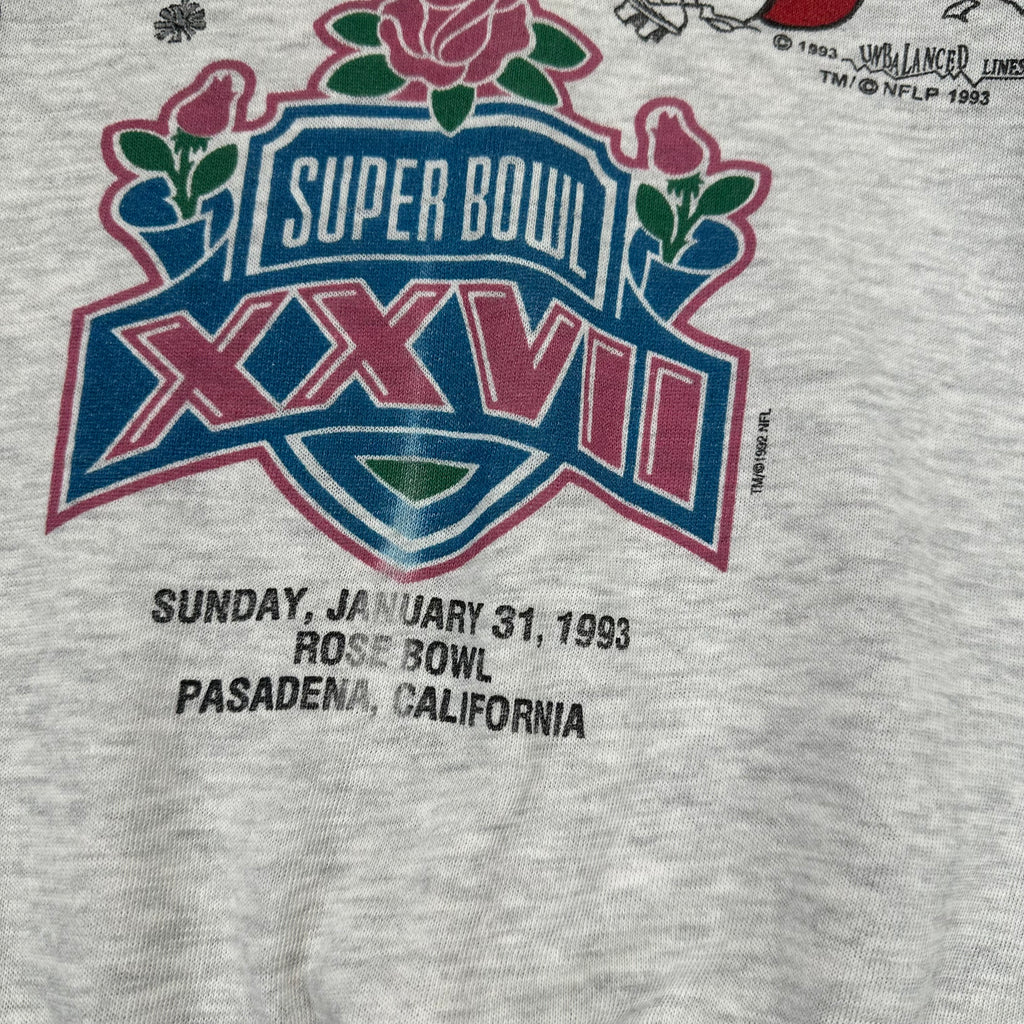 © 1993 UNBALANCED LINES
TM/© NFLP 1993
SUPER BOWL
XXVII
TM/©1992 NFL
SUNDAY, JANUARY 31, 1993
ROSE BOWL
PASADENA, CALIFORNIA